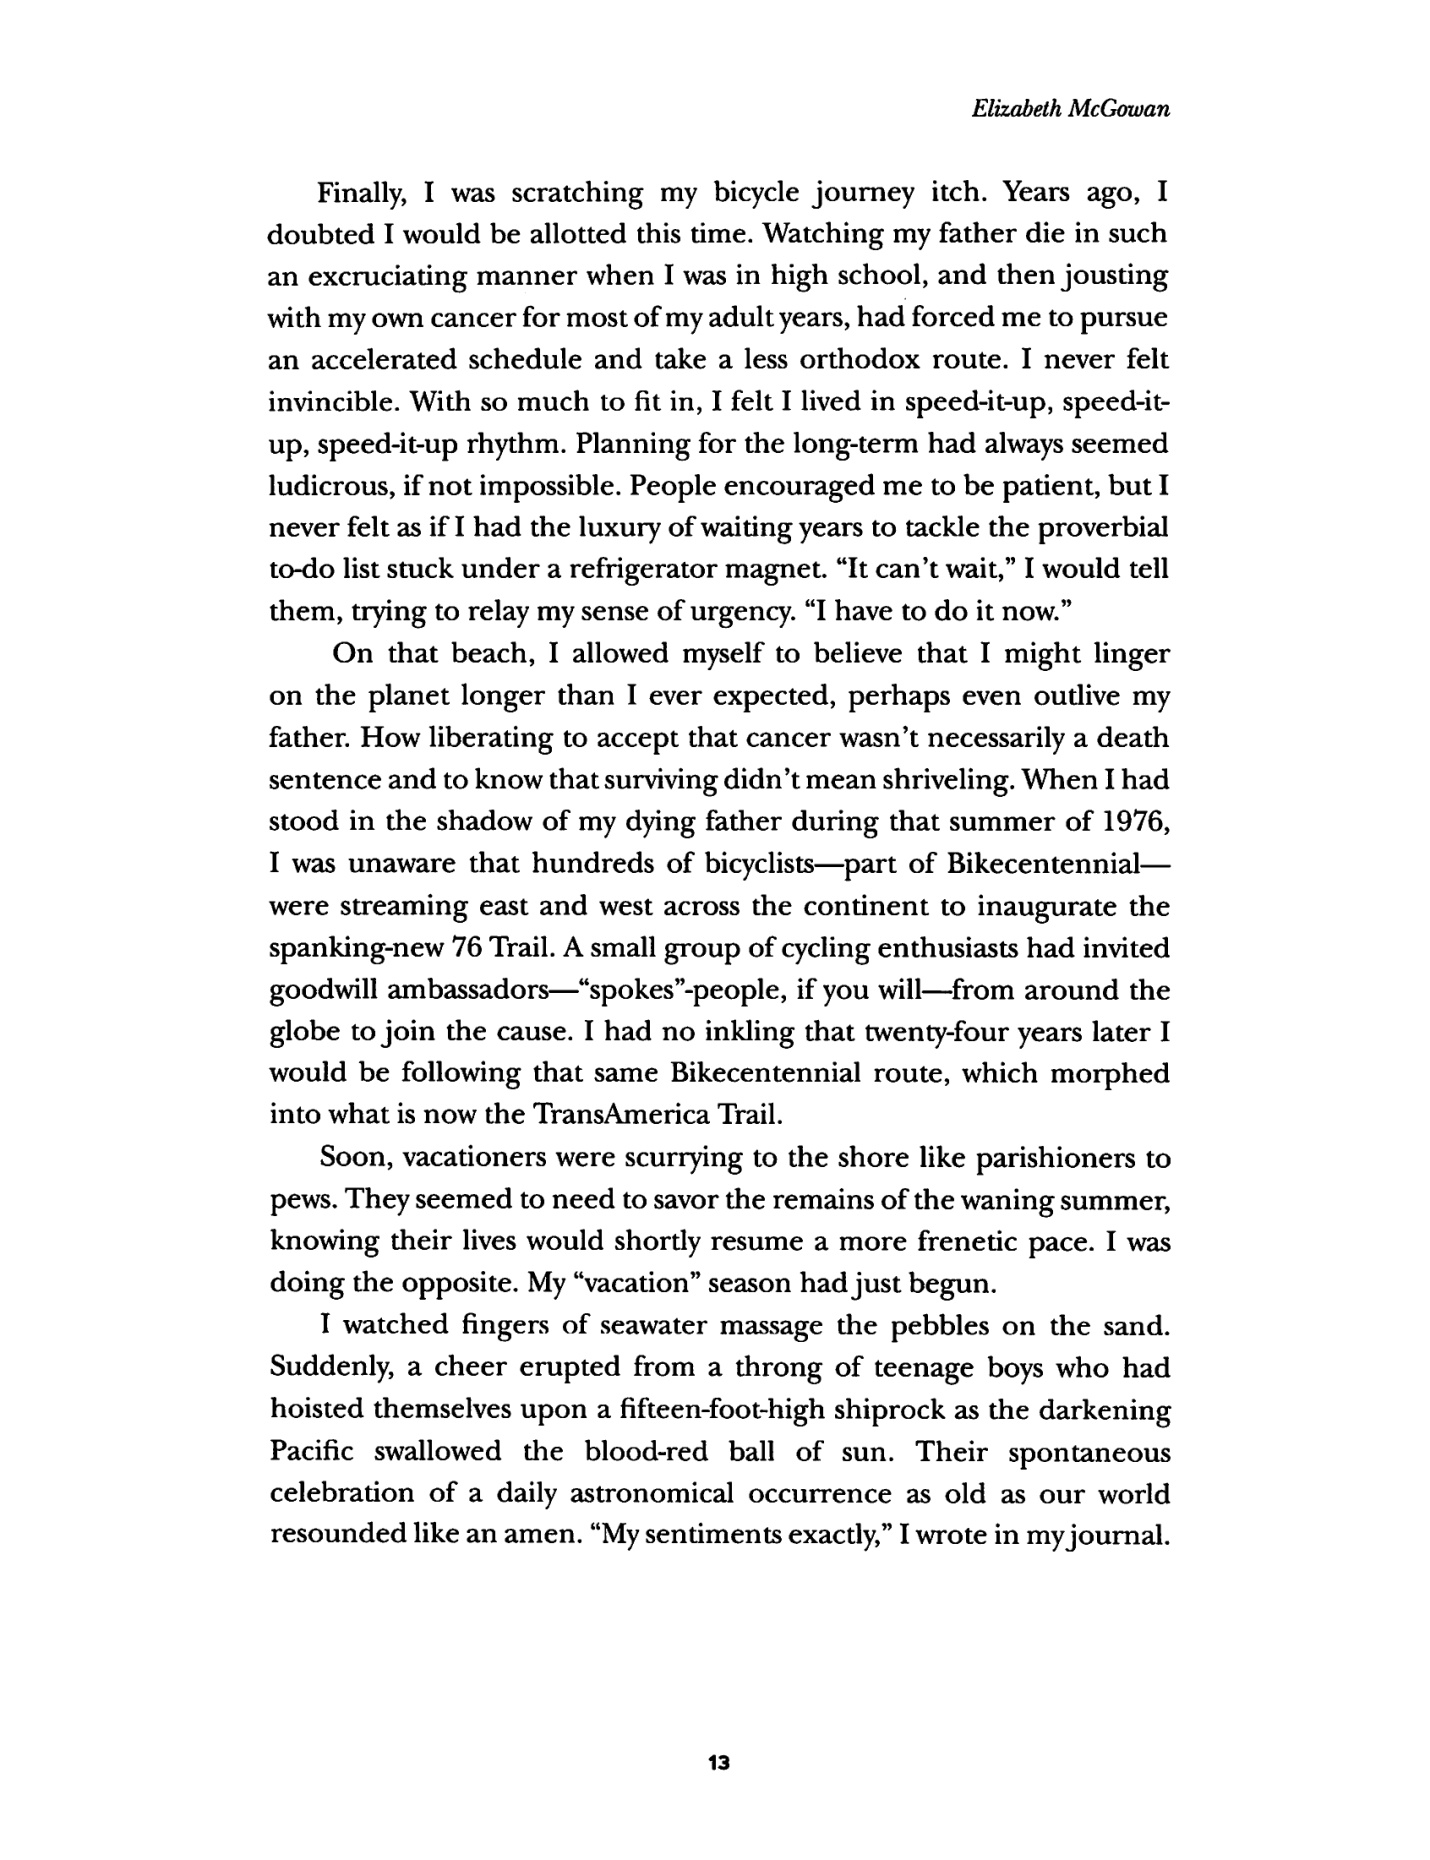 Elizabeth McGowan
Finally, I was scratching my bicycle journey itch. Years ago, I
doubted I would be allotted this time. Watching my father die in such
an excruciating manner when I was in high school, and then jousting
with my own cancer for most of my adult years, had forced me to pursue
an accelerated schedule and take a less orthodox route. I never felt
invincible. With so much to fit in, I felt I lived in speed-it-up, speed-it-
up, speed-it-up rhythm. Planning for the long-term had always seemed
ludicrous, if not impossible. People encouraged me to be patient, but I
never felt as if I had the luxury of waiting years to tackle the proverbial
to-do list stuck under a refrigerator magnet. “It can’t wait,” I would tell
them, trying to relay my sense of urgency. “I have to do it now.”
On that beach, I allowed myself to believe that I might linger
on the planet longer than I ever expected, perhaps even outlive my
father. How liberating to accept that cancer wasn’t necessarily a death
sentence and to know that surviving didn’t mean shriveling. When I had
stood in the shadow of my dying father during that summer of 1976,
I was unaware that hundreds of bicyclists—part of Bikecentennial—
were streaming east and west across the continent to inaugurate the
spanking-new 76 Trail. A small group of cycling enthusiasts had invited
goodwill ambassadors—“spokes”-people, if you will—from around the
globe to join the cause. I had no inkling that twenty-four years later I
would be following that same Bikecentennial route, which morphed
into what is now the TransAmerica Trail.
Soon, vacationers were scurrying to the shore like parishioners to
pews. They seemed to need to savor the remains of the waning summer,
knowing their lives would shortly resume a more frenetic pace. I was
doing the opposite. My “vacation” season had just begun.
I watched fingers of seawater massage the pebbles on the sand.
Suddenly, a cheer erupted from a throng of teenage boys who had
hoisted themselves upon a fifteen-foot-high shiprock as the darkening
Pacific swallowed the blood-red ball of sun. Their spontaneous
celebration of a daily astronomical occurrence as old as our world
resounded like an amen. “My sentiments exactly,” I wrote in my journal.
13